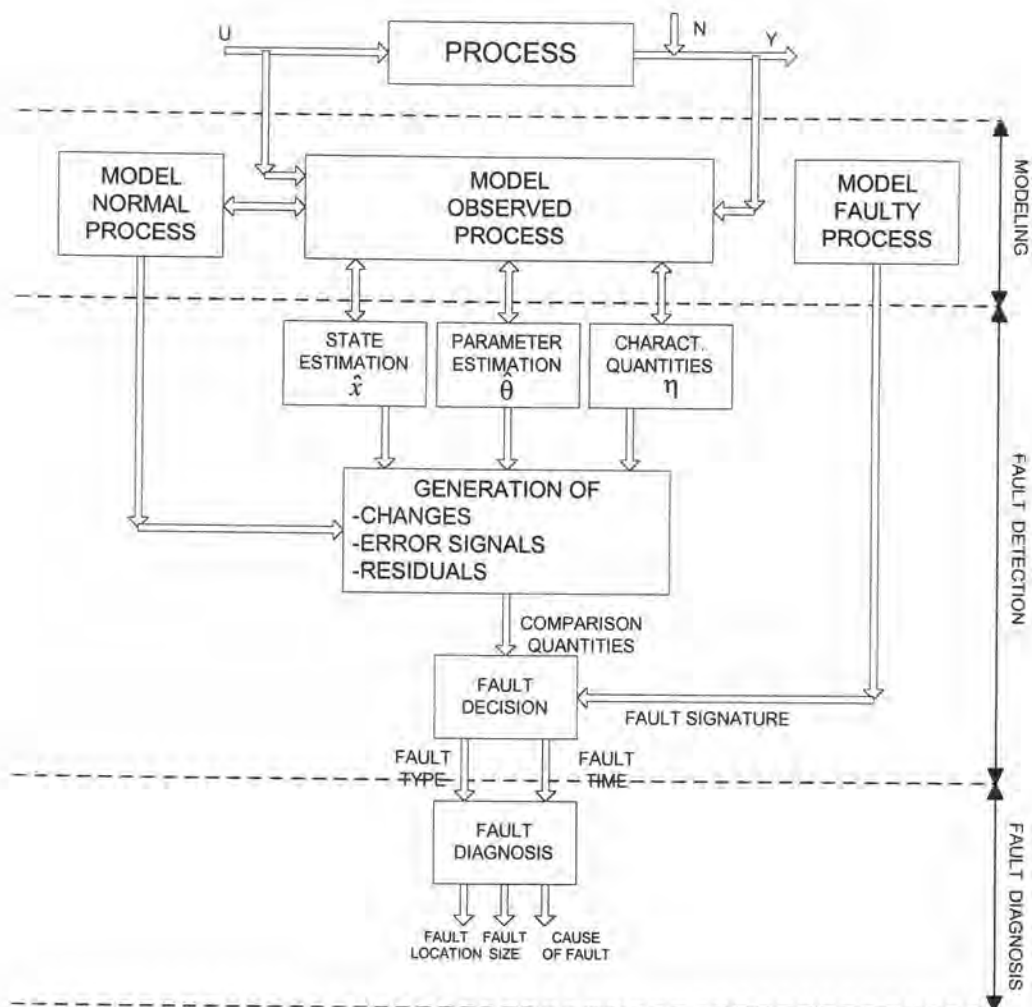 U
PROCESS
N
Y
MODEL
NORMAL
PROCESS
MODEL
OBSERVED
PROCESS
MODEL
FAULTY
PROCESS
MODELING
STATE
ESTIMATION
x̂
PARAMETER
ESTIMATION
θ̂
CHARACT.
QUANTITIES
η
GENERATION OF
-CHANGES
-ERROR SIGNALS
-RESIDUALS
FAULT DETECTION
COMPARISON
QUANTITIES
FAULT
DECISION
FAULT SIGNATURE
FAULT
TYPE
FAULT
TIME
FAULT
DIAGNOSIS
FAULT
LOCATION
FAULT
SIZE
CAUSE
OF FAULT
FAULT DIAGNOSIS